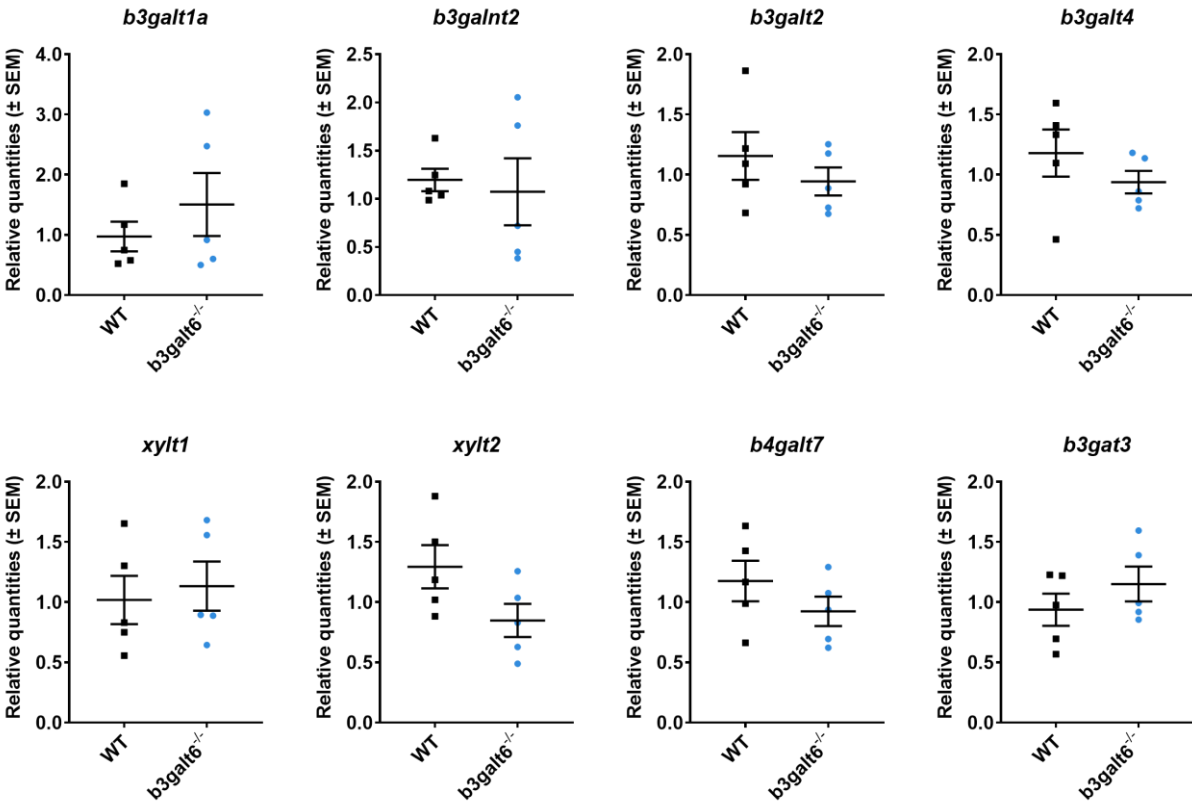 b3galt1a
Relative quantities (± SEM)
4.0
3.0
2.0
1.0
0.0
WT
b3galt6-/-
b3galnt2
Relative quantities (± SEM)
2.5
2.0
1.5
1.0
0.5
0.0
WT
b3galt6-/-
b3galt2
Relative quantities (± SEM)
2.0
1.5
1.0
0.5
0.0
WT
b3galt6-/-
b3galt4
Relative quantities (± SEM)
2.0
1.5
1.0
0.5
0.0
WT
b3galt6-/-
xylt1
Relative quantities (± SEM)
2.0
1.5
1.0
0.5
0.0
WT
b3galt6-/-
xylt2
Relative quantities (± SEM)
2.0
1.5
1.0
0.5
0.0
WT
b3galt6-/-
b4galt7
Relative quantities (± SEM)
2.0
1.5
1.0
0.5
0.0
WT
b3galt6-/-
b3gat3
Relative quantities (± SEM)
2.0
1.5
1.0
0.5
0.0
WT
b3galt6-/-